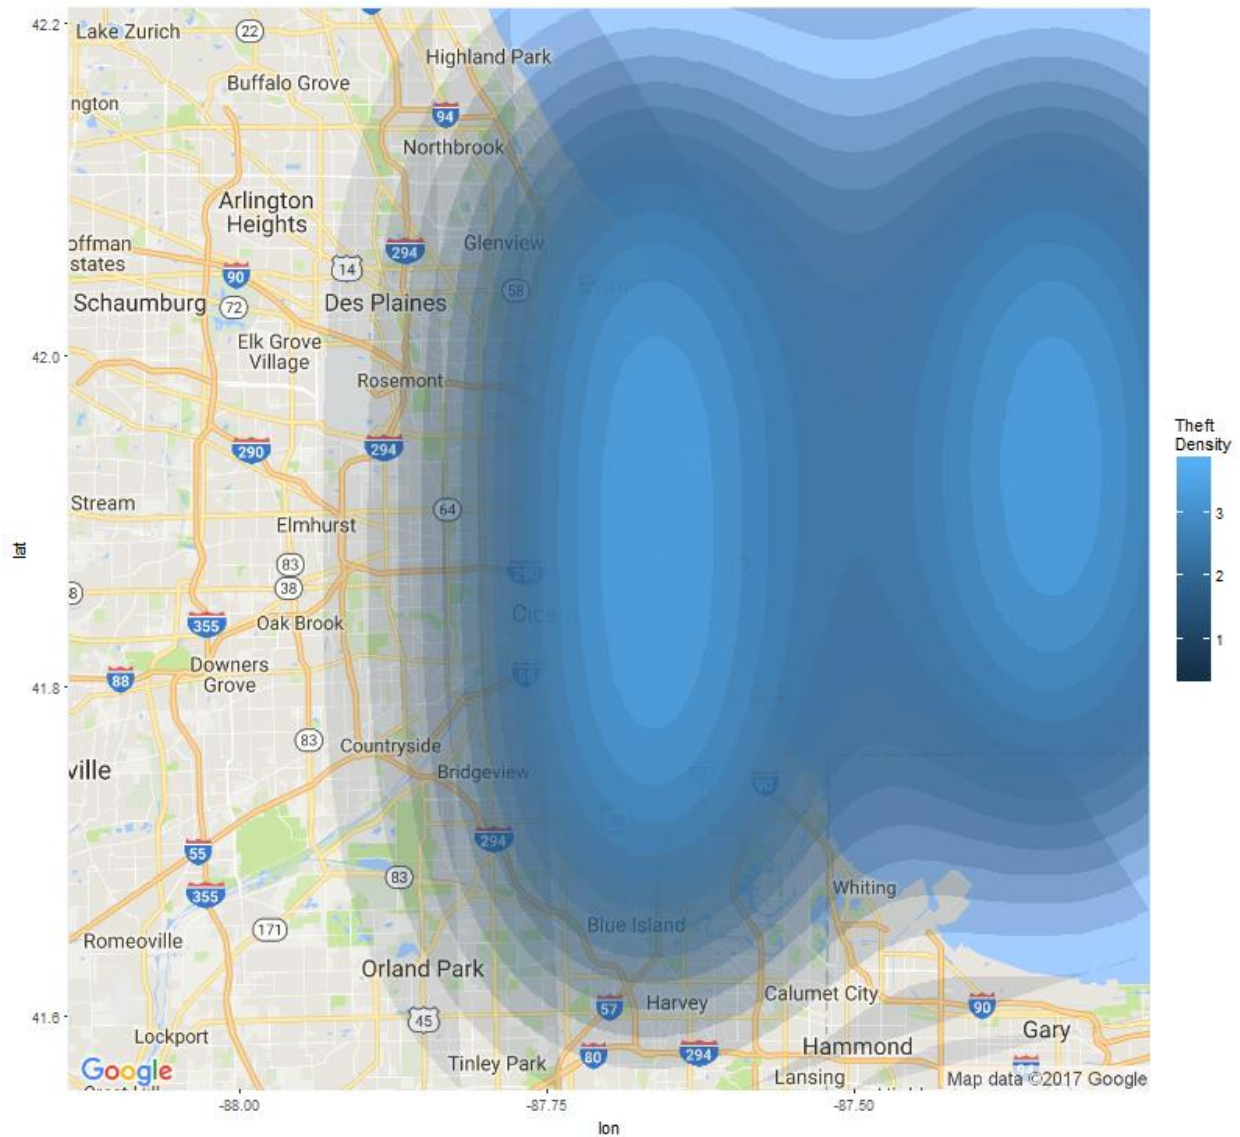 42.2
Lake Zurich
22
Highland Park
Buffalo Grove
ngton
94
Northbrook
Arlington
Heights
offman
states
Glenview
294
14
90
58
Schaumburg
72
Des Plaines
Elk Grove
Village
42.0
Rosemont
290
294
Stream
64
Elmhurst
83
38
8
Cicero
355
Oak Brook
Downers
Grove
88
41.8
83
Countryside
ville
Bridgeview
90
294
55
83
355
Whiting
171
Blue Island
Romeoville
Orland Park
57
Harvey
Calumet City
90
41.6
45
Lockport
Gary
Hammond
80
294
Tinley Park
Google
Lansing
Map data ©2017 Google
-88.00
-87.75
-87.50
lon
lat
Theft
Density
3
2
1